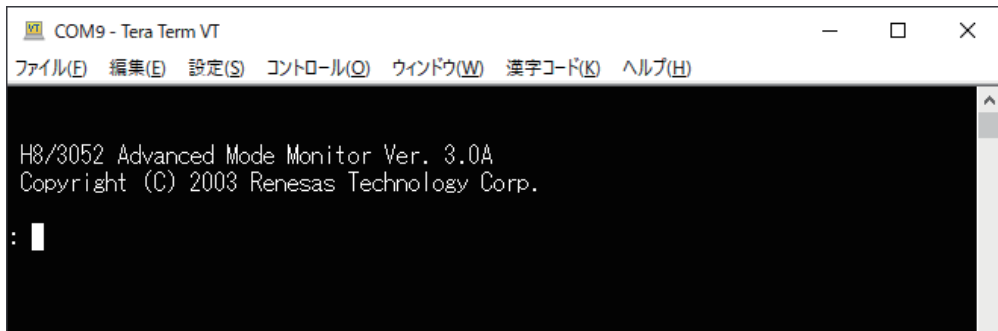 COM9 - Tera Term VT
ファイル(F) 編集(E) 設定(S) コントロール(O) ウィンドウ(W) 漢字コード(K) ヘルプ(H)
H8/3052 Advanced Mode Monitor Ver. 3.0A
Copyright (C) 2003 Renesas Technology Corp.
: